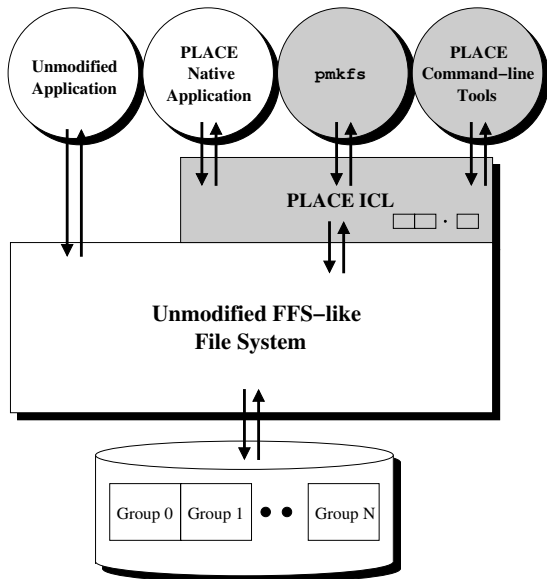 Unmodified
Application
PLACE
Native
Application
pmkfs
PLACE
Command–line
Tools
PLACE ICL
Unmodified FFS–like
File System
Group 0
Group 1
Group N